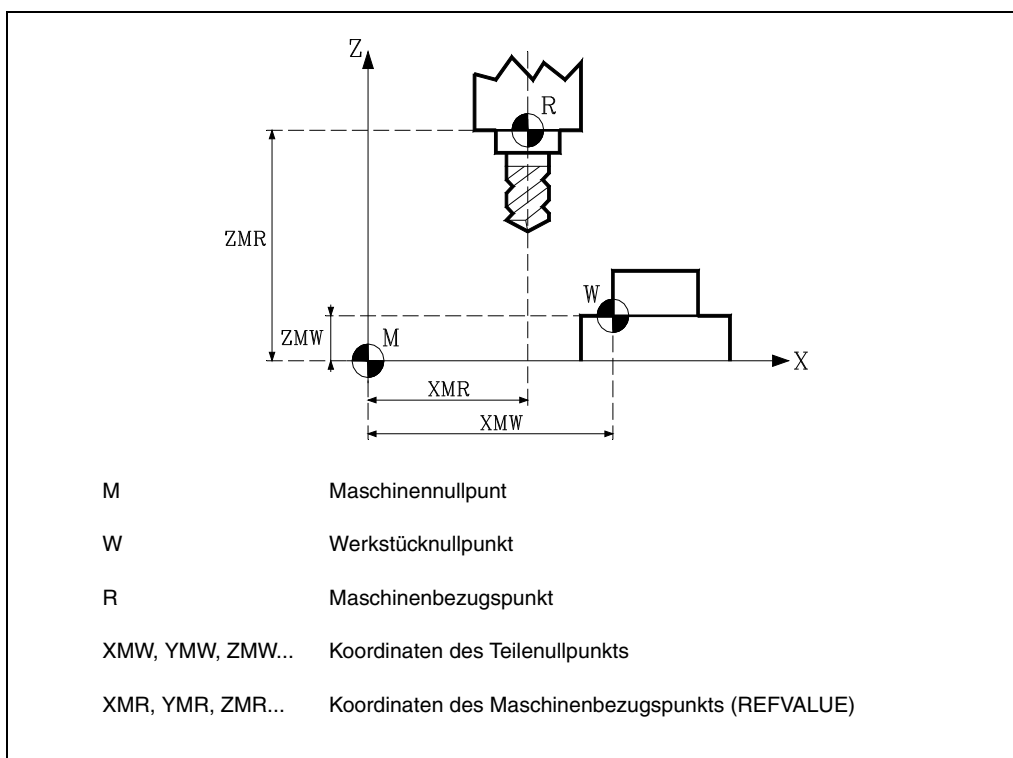 Z
R
ZMR
W
ZMW
M
X
XMR
XMW
M Maschinennullpunt
W Werkstücknullpunkt
R Maschinenbezugspunkt
XMW, YMW, ZMW... Koordinaten des Teilenullpunkts
XMR, YMR, ZMR... Koordinaten des Maschinenbezugspunkts (REFVALUE)